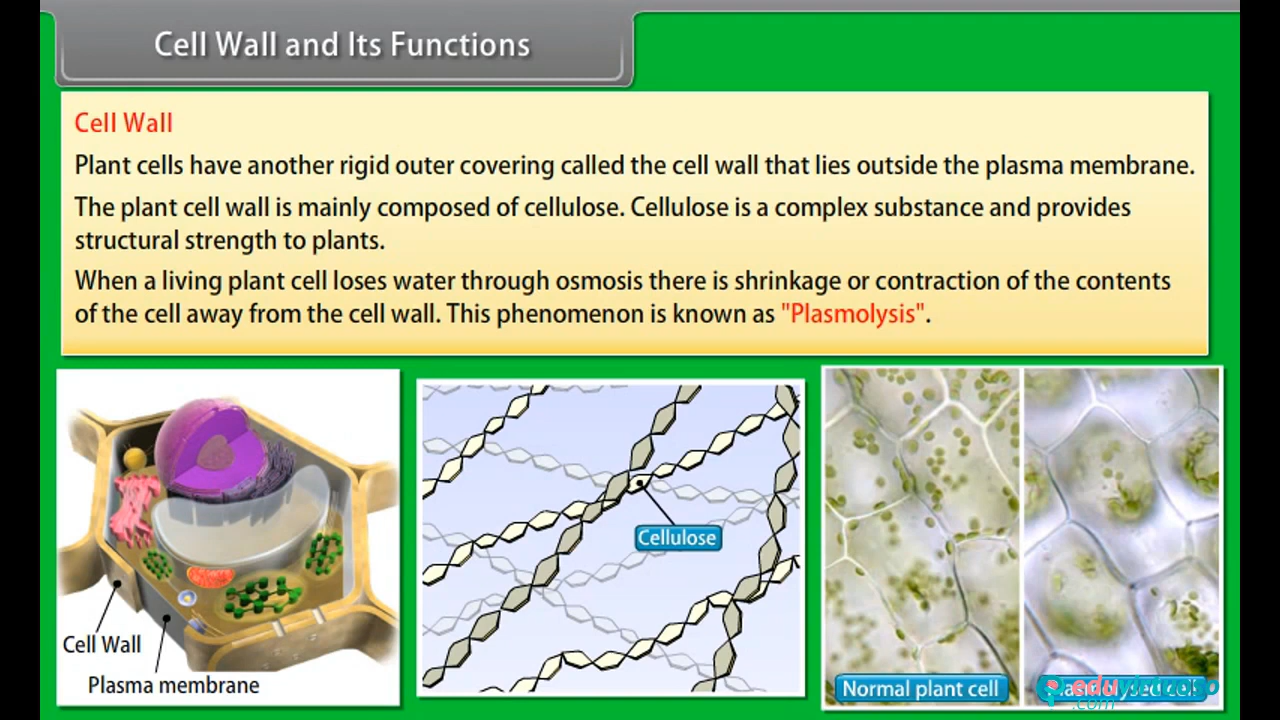 Cell Wall and Its Functions
Cell Wall
Plant cells have another rigid outer covering called the cell wall that lies outside the plasma membrane.
The plant cell wall is mainly composed of cellulose. Cellulose is a complex substance and provides
structural strength to plants.
When a living plant cell loses water through osmosis there is shrinkage or contraction of the contents
of the cell away from the cell wall. This phenomenon is known as "Plasmolysis".
Cell Wall
Plasma membrane
Cellulose
Normal plant cell
cell
.com